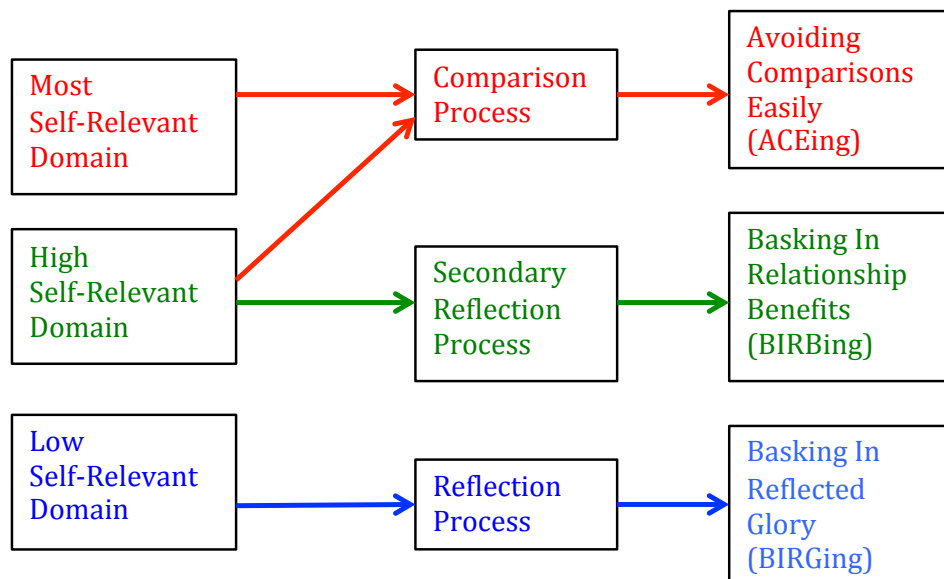 Most
Self-Relevant
Domain
Comparison
Process
Avoiding
Comparisons
Easily
(ACEing)
High
Self-Relevant
Domain
Secondary
Reflection
Process
Basking In
Relationship
Benefits
(BIRBing)
Low
Self-Relevant
Domain
Reflection
Process
Basking In
Reflected
Glory
(BIRGing)